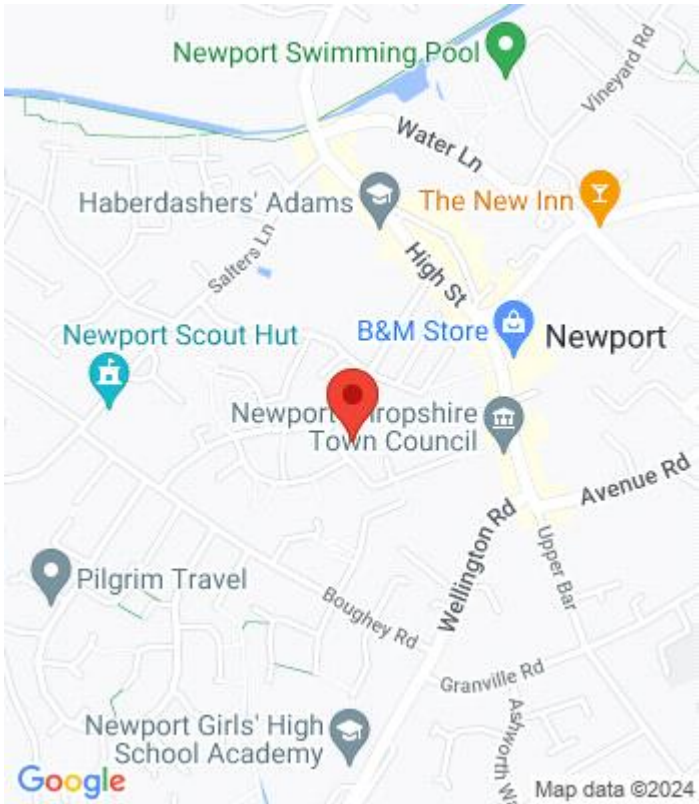 Newport Swimming Pool
Vineyard Rd
Water Ln
Haberdashers' Adams
The New Inn
Salters Ln
High St
B&M Store
Newport
Newport Scout Hut
Newport Shropshire
Town Council
Avenue Rd
Wellington Rd
Upper Bar
Pilgrim Travel
Boughey Rd
Granville Rd
Ashworth W
Newport Girls' High
School Academy
Google
Map data ©2024